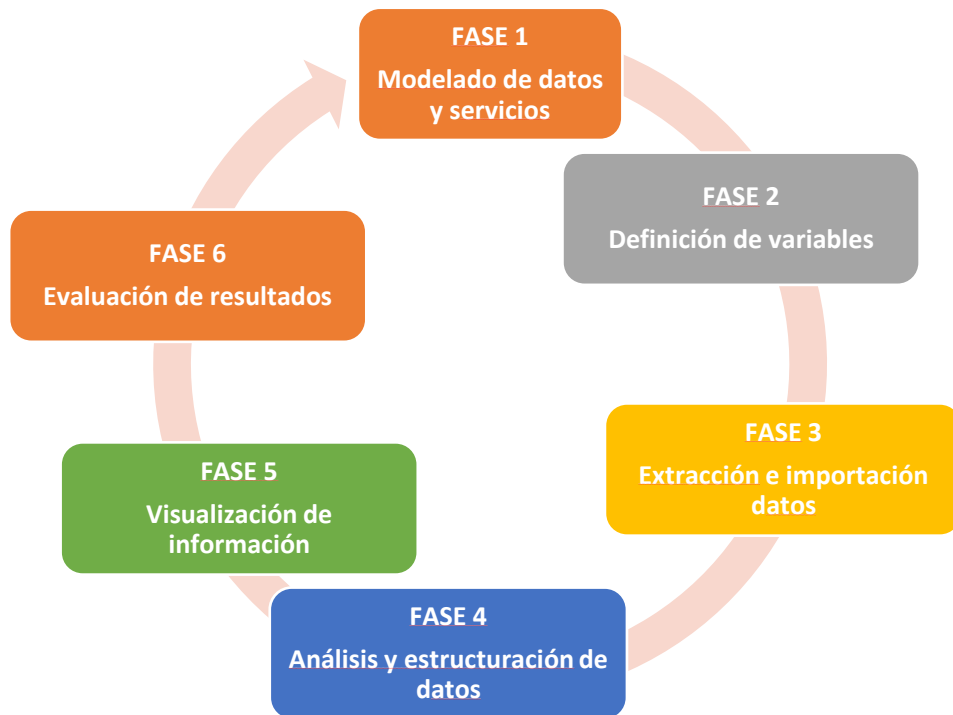 FASE 1
Modelado de datos
y servicios
FASE 2
Definición de variables
FASE 3
Extracción e importación
datos
FASE 4
Análisis y estructuración de
datos
FASE 5
Visualización de
información
FASE 6
Evaluación de resultados